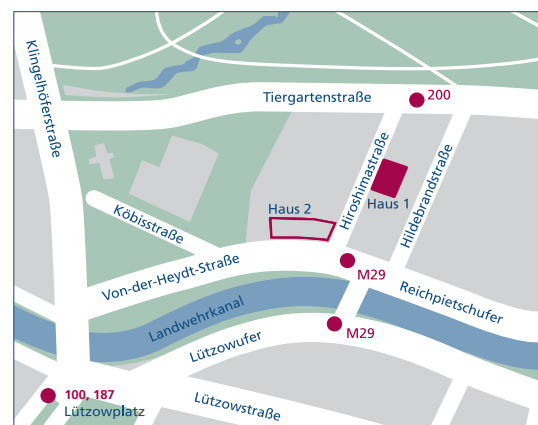 Klingelhöferstraße
Tiergartenstraße
200
Hiroshimastraße
Haus 1
Hildebrandstraße
Haus 2
Köbisstraße
Von-der-Heydt-Straße
M29
Reichpietschufer
Landwehrkanal
Lützowufer
M29
100, 187
Lützowplatz
Lützowstraße